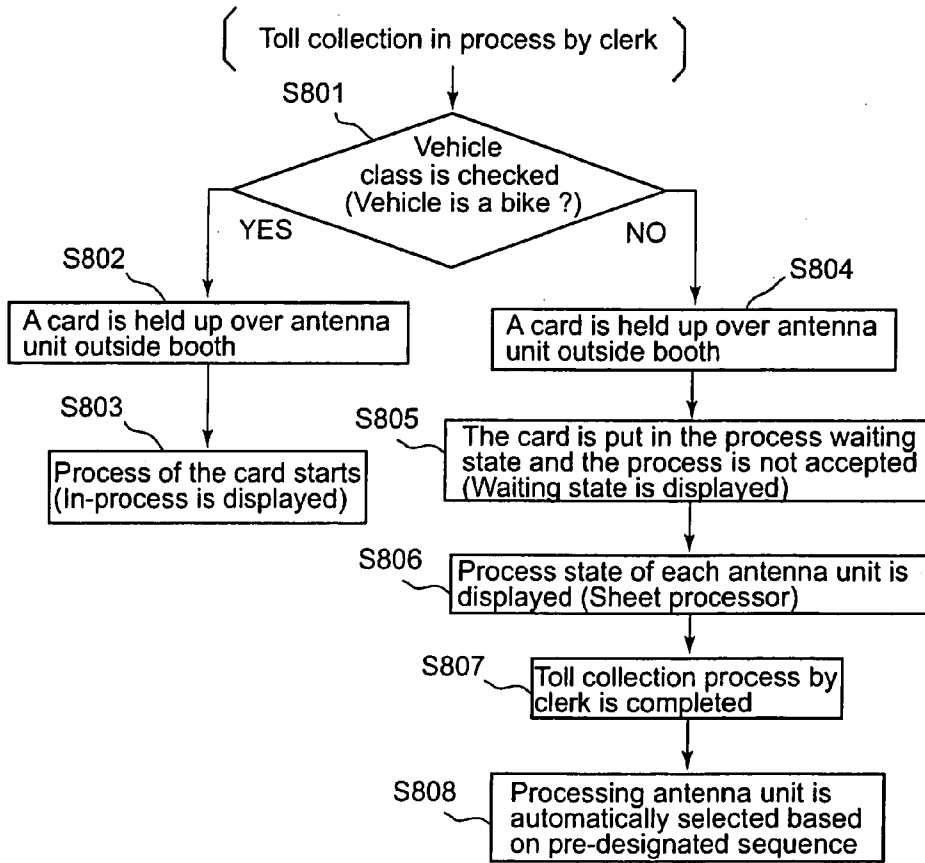 Toll collection in process by clerk
S801
Vehicle
class is checked
(Vehicle is a bike ?)
YES
NO
S802
A card is held up over antenna
unit outside booth
S803
Process of the card starts
(In-process is displayed)
S804
A card is held up over antenna
unit outside booth
S805
The card is put in the process waiting
state and the process is not accepted
(Waiting state is displayed)
S806
Process state of each antenna unit is
displayed (Sheet processor)
S807
Toll collection process by
clerk is completed
S808
Processing antenna unit is
automatically selected based
on pre-designated sequence